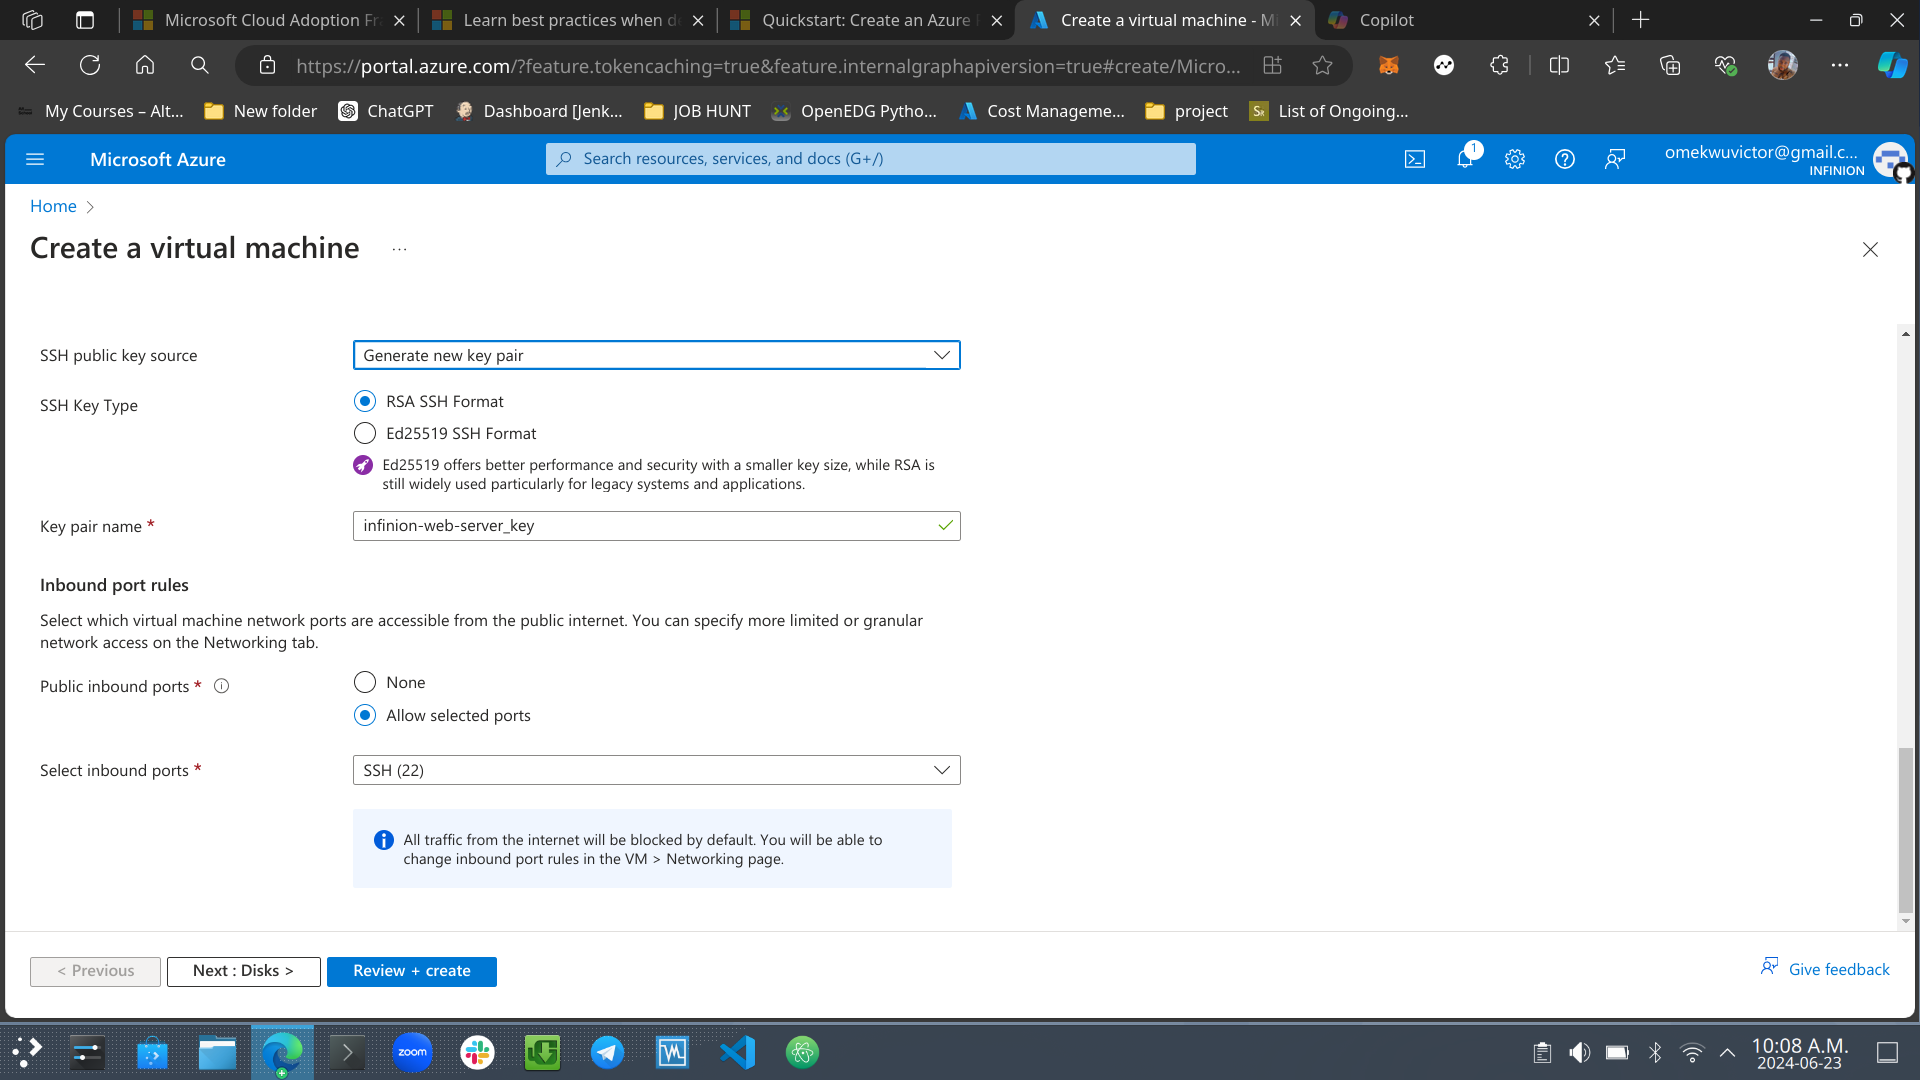 Microsoft Cloud Adoption Fra
Learn best practices when de
Quickstart: Create an Azure
Create a virtual machine - Mi
Copilot
https://portal.azure.com/?feature.tokencaching=true&feature.internalgraphapiversion=true#create/Micro...
My Courses – Alt...
New folder
ChatGPT
Dashboard [Jenk...
JOB HUNT
OpenEDG Pytho...
Cost Manageme...
project
SR
List of Ongoing...
Microsoft Azure
Search resources, services, and docs (G+/)
1
omekwuvictor@gmail.c...
INFINION
Home
Create a virtual machine ...
SSH public key source
Generate new key pair
SSH Key Type
RSA SSH Format
Ed25519 SSH Format
Ed25519 offers better performance and security with a smaller key size, while RSA is
still widely used particularly for legacy systems and applications.
Key pair name *
infinion-web-server_key
Inbound port rules
Select which virtual machine network ports are accessible from the public internet. You can specify more limited or granular
network access on the Networking tab.
Public inbound ports *
None
Allow selected ports
Select inbound ports *
SSH (22)
All traffic from the internet will be blocked by default. You will be able to
change inbound port rules in the VM > Networking page.
< Previous
Next : Disks >
Review + create
Give feedback
zoom
10:08 A.M.
2024-06-23